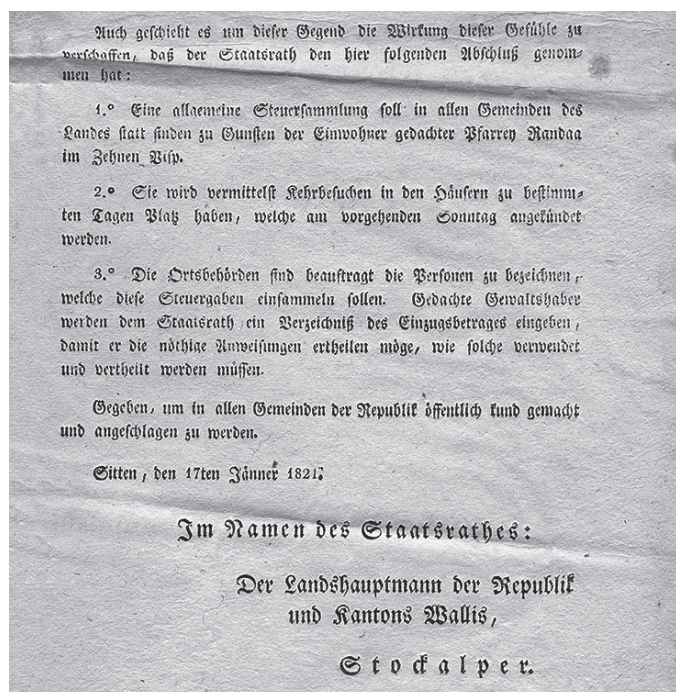 Auch geschieht es um dieser Gegend die Wirkung dieser Gefühle zu
verschaffen, daß der Staatsrath den hier folgenden Abschluß genom⸗
men hat:
1.° Eine allgemeine Steuersammlung soll in allen Gemeinden des
Landes statt finden zu Gunsten der Einwohner gedachter Pfarrey Randaa
im Zehnen Visp.
2.° Sie wird vermittelst Kehrbesuchen in den Häusern zu bestimm⸗
ten Tagen Platz haben, welche am vorgehenden Sonntag angekündet
werden.
3.° Die Ortsbehörden sind beauftragt die Personen zu bezeichnen,
welche diese Steuergaben einsammeln sollen. Gedachte Gewaltshaber
werden dem Staatsrath ein Verzeichniß des Einzugsbetrages eingeben,
damit er die nöthige Anweisungen ertheilen möge, wie solche verwendet
und vertheilt werden müssen.
Gegeben, um in allen Gemeinden der Republik öffentlich kund gemacht
und angeschlagen zu werden.
Sitten, den 17ten Jänner 1821.
Im Namen des Staatsrathes:
Der Landshauptmann der Republik
und Kantons Wallis,
Stockalper.